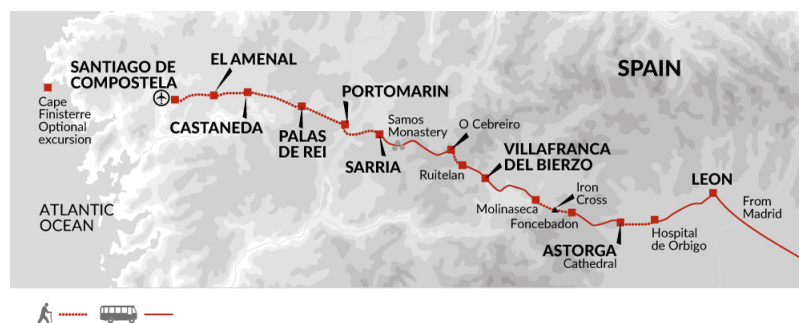 SPAIN
SANTIAGO DE
COMPOSTELA
EL AMENAL
Cape
Finisterre
Optional
excursion
CASTANEDA
PALAS
DE REI
PORTOMARIN
SARRIA
Samos
Monastery
O Cebreiro
Ruitelan
VILLAFRANCA
DEL BIERZO
Molinaseca
Iron
Cross
Foncebadon
ASTORGA
Cathedral
Hospital
de Orbigo
LEON
From
Madrid
ATLANTIC
OCEAN